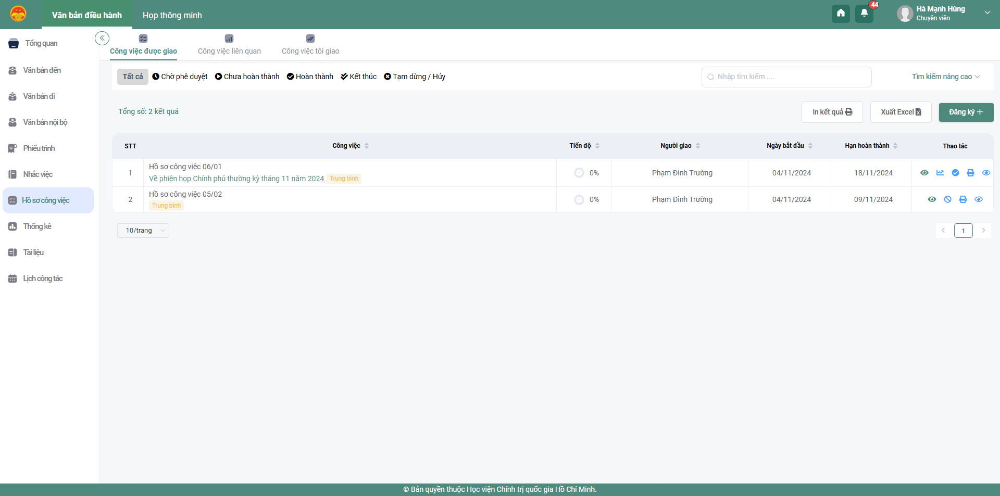 Văn bản điều hành
Họp thông minh
44
Hà Mạnh Hùng
Chuyên viên
Tổng quan
Văn bản đến
Văn bản đi
Văn bản nội bộ
Phiếu trình
Nhắc việc
Hồ sơ công việc
Thống kê
Tài liệu
Lịch công tác
Công việc được giao
Công việc liên quan
Công việc tôi giao
Tất cả Chờ phê duyệt Chưa hoàn thành Hoàn thành Kết thúc Tạm dừng / Hủy
Nhập tìm kiếm ....
Tìm kiếm nâng cao
Tổng số: 2 kết quả
In kết quả
Xuất Excel
Đăng ký
STT Công việc Tiến độ Người giao Ngày bắt đầu Hạn hoàn thành Thao tác
1 Hồ sơ công việc 06/01 0% Phạm Đình Trường 04/11/2024 18/11/2024
Về phiên họp Chính phủ thường kỳ tháng 11 năm 2024 Trung bình
2 Hồ sơ công việc 05/02 0% Phạm Đình Trường 04/11/2024 09/11/2024
Trung bình
10/trang
1
© Bản quyền thuộc Học viện Chính trị quốc gia Hồ Chí Minh.